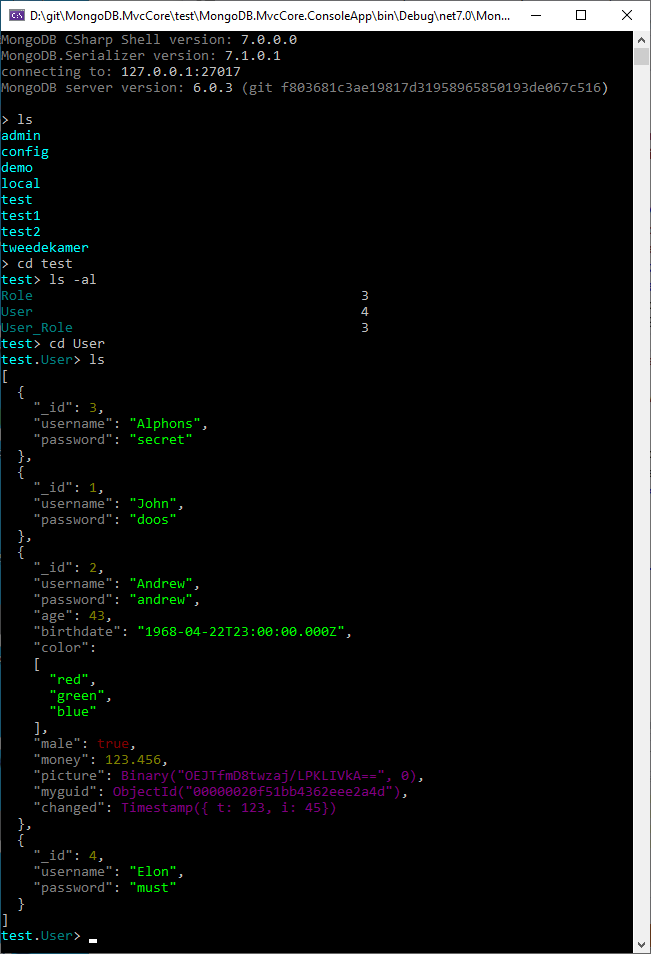 D:\git\MongoDB.MvcCore\test\MongoDB.MvcCore.ConsoleApp\bin\Debug\net7.0\Mon...
MongoDB CSharp Shell version: 7.0.0.0
MongoDB.Serializer version: 7.1.0.1
connecting to: 127.0.0.1:27017
MongoDB server version: 6.0.3 (git f803681c3ae19817d31958965850193de067c516)
> ls
admin
config
demo
local
test
test1
test2
tweedekamer
> cd test
test> ls -al
Role 3
User 4
User_Role 3
test> cd User
test.User> ls
[
  {
    "_id": 3,
    "username": "Alphons",
    "password": "secret"
  },
  {
    "_id": 1,
    "username": "John",
    "password": "doos"
  },
  {
    "_id": 2,
    "username": "Andrew",
    "password": "andrew",
    "age": 43,
    "birthdate": "1968-04-22T23:00:00.000Z",
    "color":
    [
      "red",
      "green",
      "blue"
    ],
    "male": true,
    "money": 123.456,
    "picture": Binary("OEJTfmD8twzaj/LPKLIVkA==", 0),
    "myguid": ObjectId("00000020f51bb4362eee2a4d"),
    "changed": Timestamp({ t: 123, i: 45})
  },
  {
    "_id": 4,
    "username": "Elon",
    "password": "must"
  }
]
test.User>